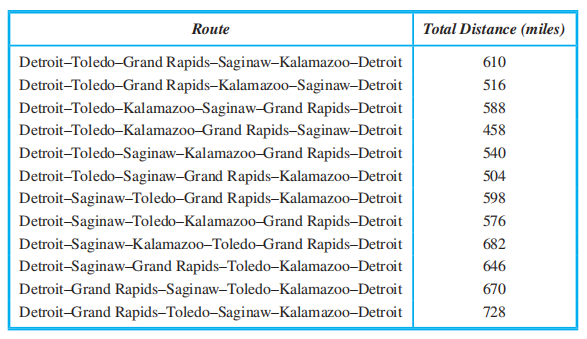 Route Total Distance (miles)
Detroit–Toledo–Grand Rapids–Saginaw–Kalamazoo–Detroit 610
Detroit–Toledo–Grand Rapids–Kalamazoo–Saginaw–Detroit 516
Detroit–Toledo–Kalamazoo–Saginaw–Grand Rapids–Detroit 588
Detroit–Toledo–Kalamazoo–Grand Rapids–Saginaw–Detroit 458
Detroit–Toledo–Saginaw–Kalamazoo–Grand Rapids–Detroit 540
Detroit–Toledo–Saginaw–Grand Rapids–Kalamazoo–Detroit 504
Detroit–Saginaw–Toledo–Grand Rapids–Kalamazoo–Detroit 598
Detroit–Saginaw–Toledo–Kalamazoo–Grand Rapids–Detroit 576
Detroit–Saginaw–Kalamazoo–Toledo–Grand Rapids–Detroit 682
Detroit–Saginaw–Grand Rapids–Toledo–Kalamazoo–Detroit 646
Detroit–Grand Rapids–Saginaw–Toledo–Kalamazoo–Detroit 670
Detroit–Grand Rapids–Toledo–Saginaw–Kalamazoo–Detroit 728